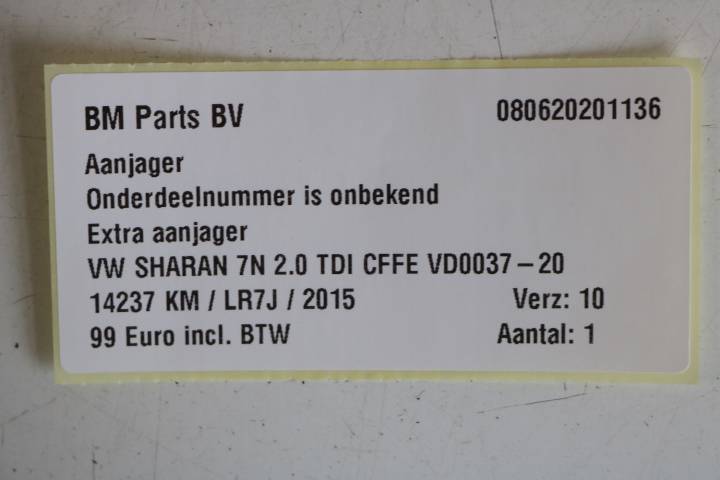 BM Parts BV 080620201136
Aanjager
Onderdeelnummer is onbekend
Extra aanjager
VW SHARAN 7N 2.0 TDI CFFE VD0037-20
14237 KM / LR7J / 2015 Verz: 10
99 Euro incl. BTW Aantal: 1